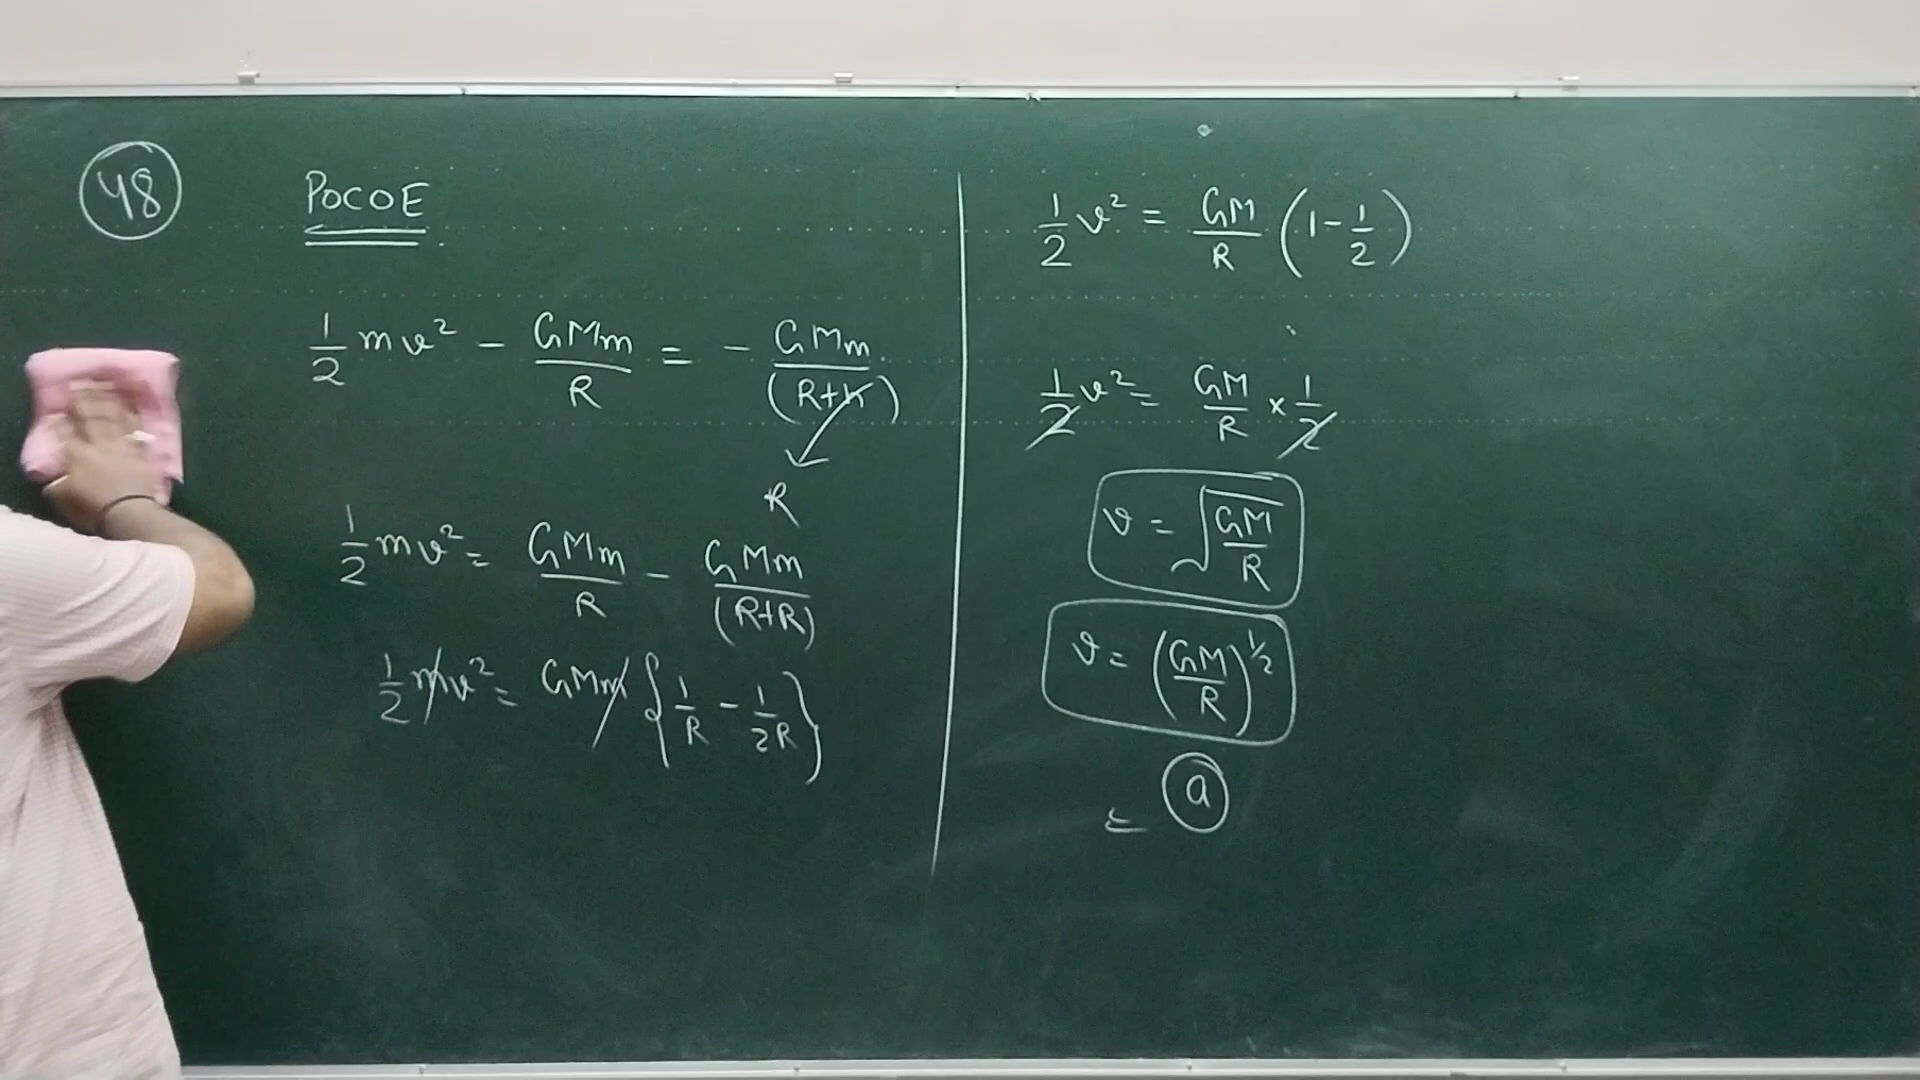 48
POCOE
1/2 mv² - GMm/R = - GMm/(R+h)
R
1/2 mv² = GMm/R - GMm/(R+R)
1/2 mv² = GMm {1/R - 1/2R}
1/2 v² = GM/R (1 - 1/2)
1/2 v² = GM/R × 1/2
v = √(GM/R)
v = (GM/R)^1/2
a